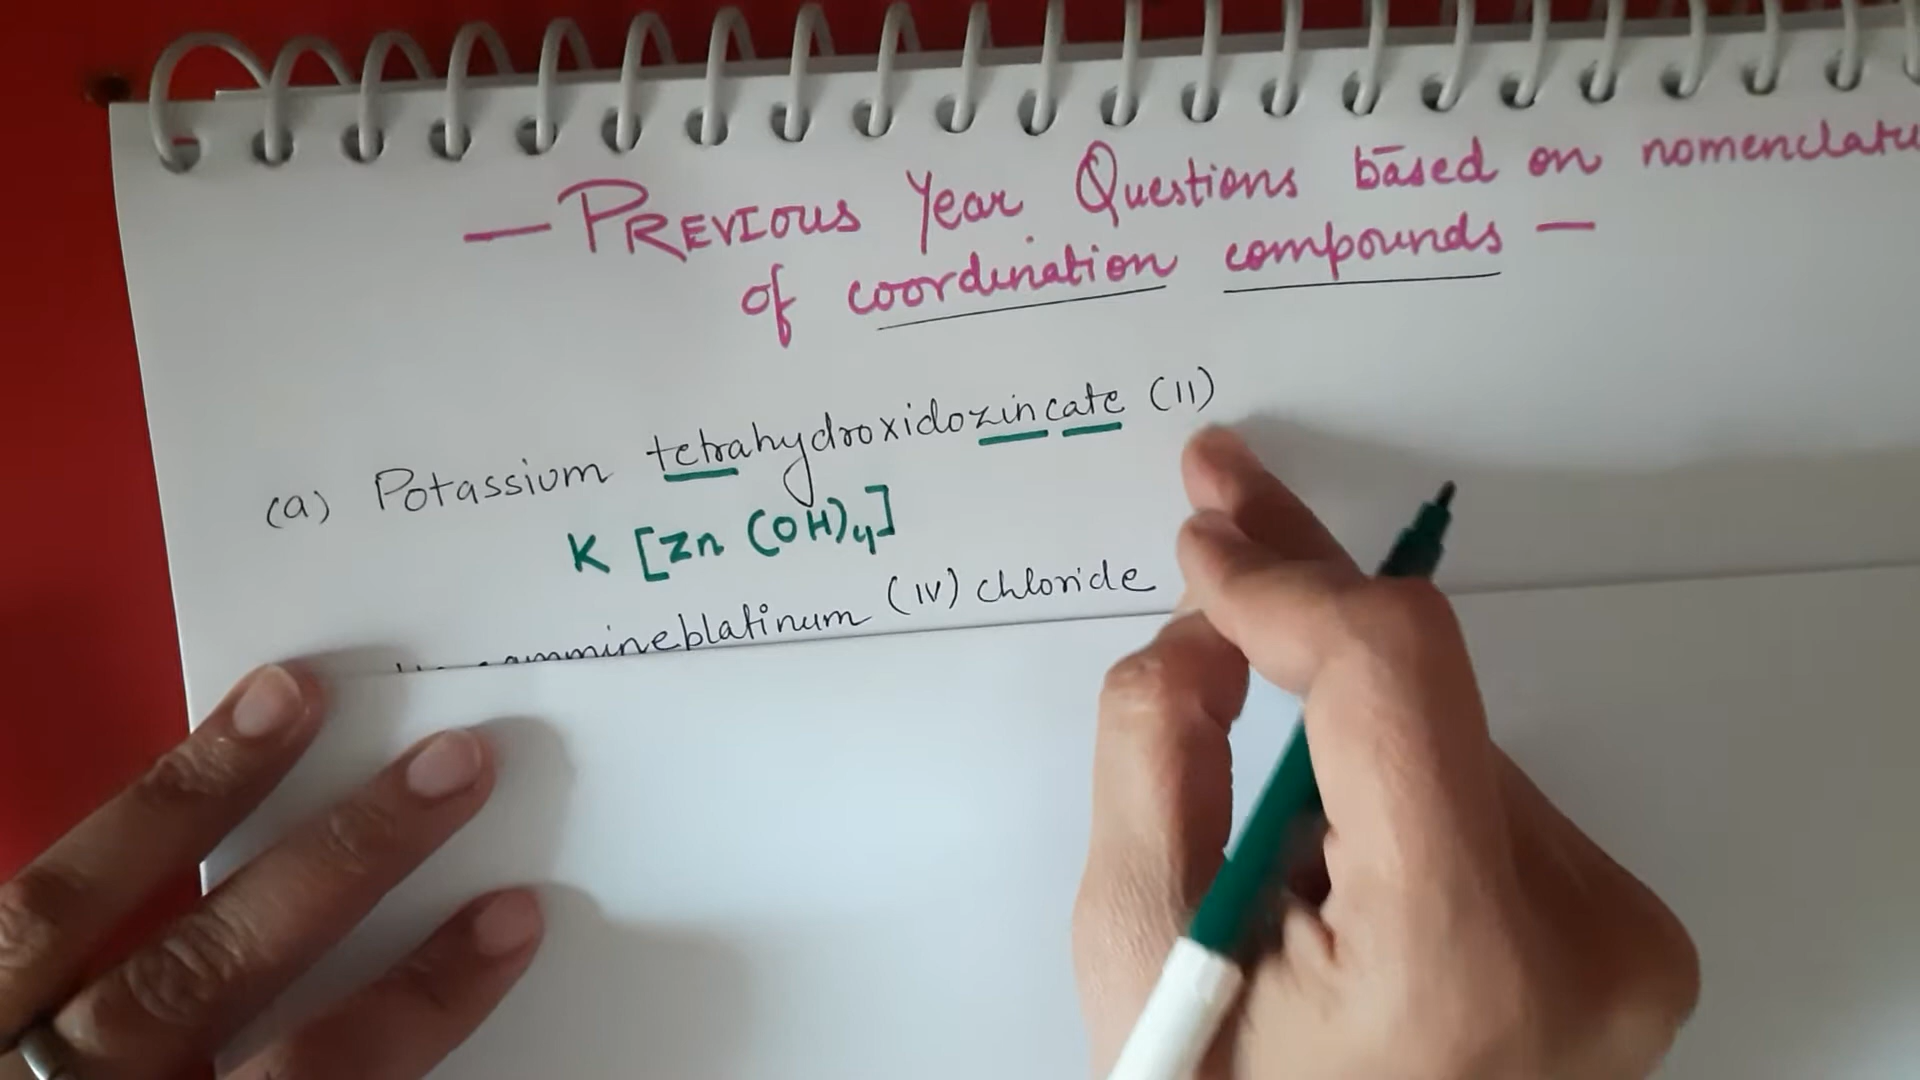 — PREVIOUS Year Questions based on nomenclatu
of coordination compounds —
(a) Potassium tetrahydroxidozincate (II)
K [Zn (OH)4]
ammineplatinum (IV) chloride